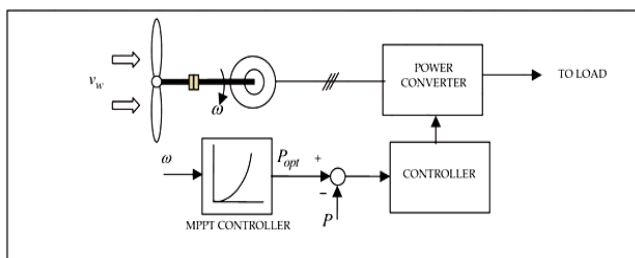 v_w
ω
POWER
CONVERTER
TO LOAD
ω
P_opt
+
−
P
CONTROLLER
MPPT CONTROLLER